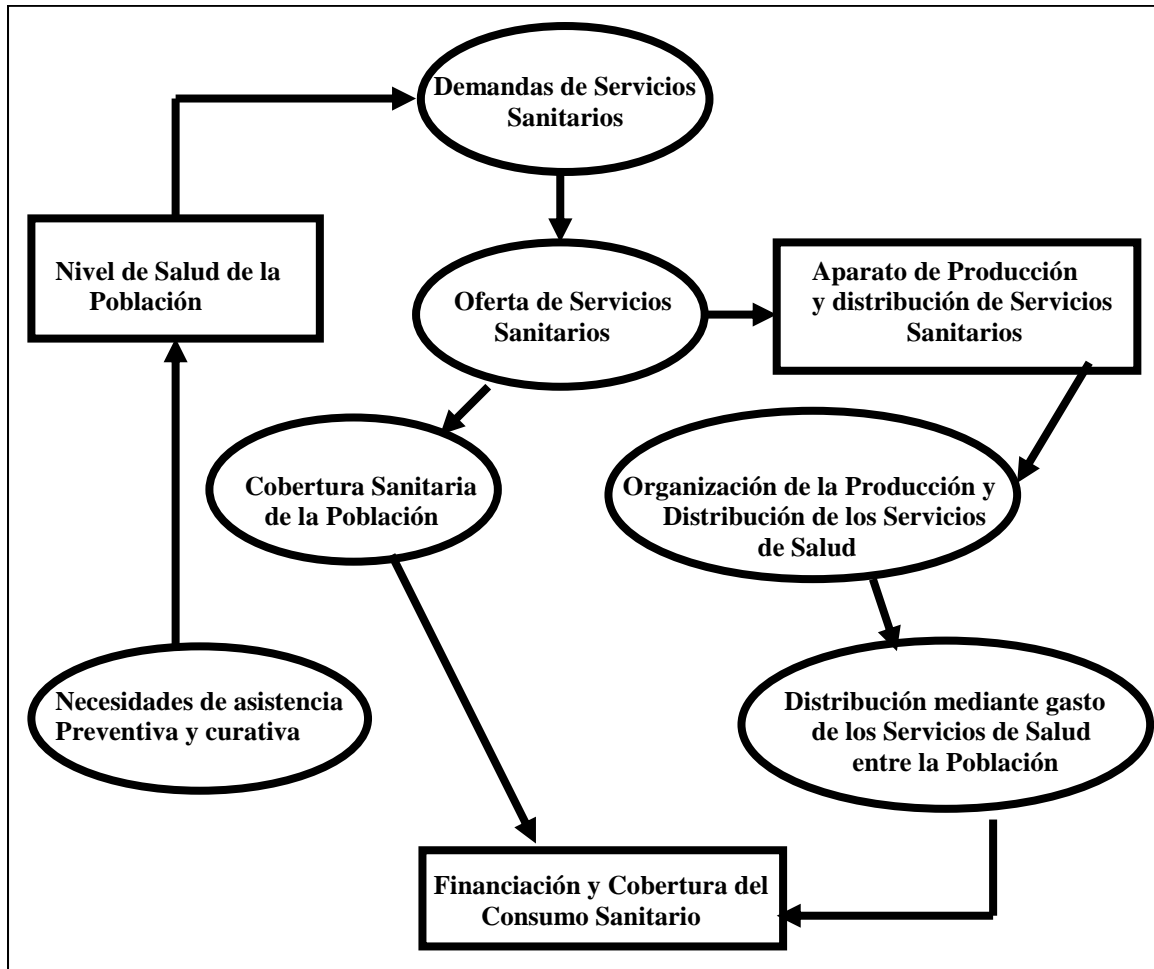 Demandas de Servicios
Sanitarios
Nivel de Salud de la
Población
Oferta de Servicios
Sanitarios
Aparato de Producción
y distribución de Servicios
Sanitarios
Cobertura Sanitaria
de la Población
Organización de la Producción y
Distribución de los Servicios
de Salud
Necesidades de asistencia
Preventiva y curativa
Distribución mediante gasto
de los Servicios de Salud
entre la Población
Financiación y Cobertura del
Consumo Sanitario